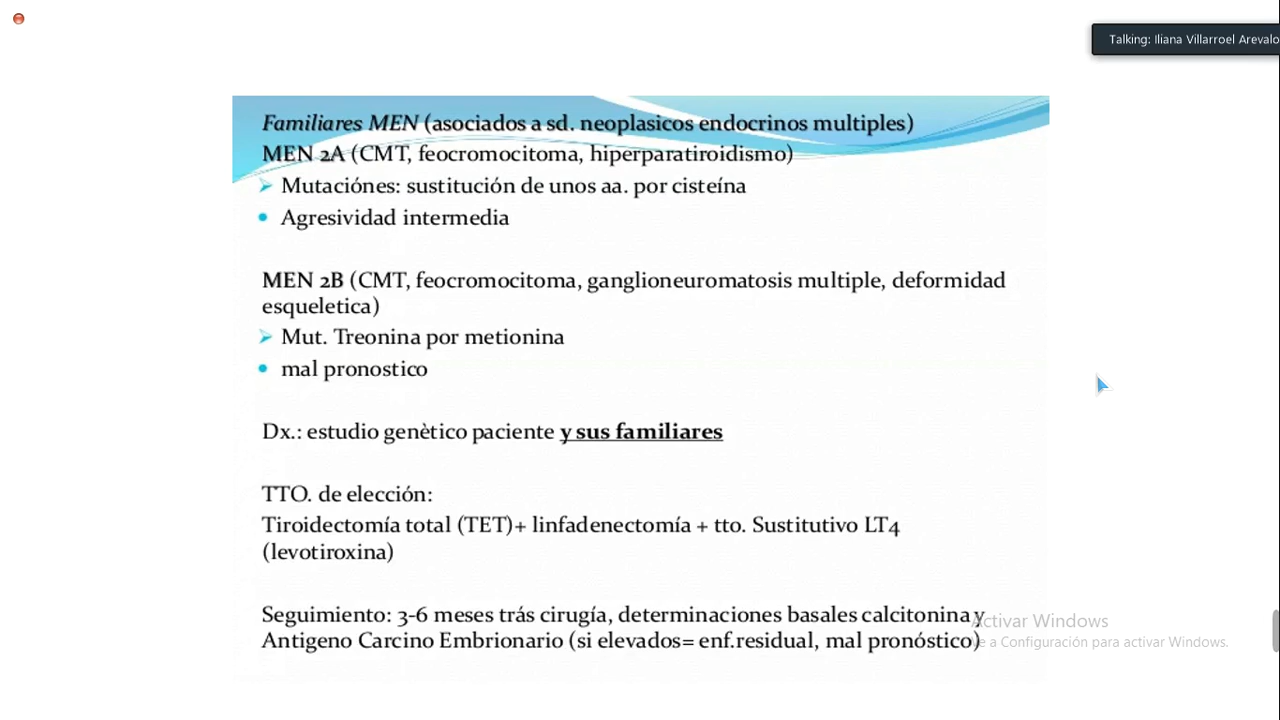 Talking: Iliana Villarroel Arevalo
Familiares MEN (asociados a sd. neoplasicos endocrinos multiples)
MEN 2A (CMT, feocromocitoma, hiperparatiroidismo)
Mutaciónes: sustitución de unos aa. por cisteína
Agresividad intermedia
MEN 2B (CMT, feocromocitoma, ganglioneuromatosis multiple, deformidad
esqueletica)
Mut. Treonina por metionina
mal pronostico
Dx.: estudio genètico paciente y sus familiares
TTO. de elección:
Tiroidectomía total (TET)+ linfadenectomía + tto. Sustitutivo LT4
(levotiroxina)
Seguimiento: 3-6 meses trás cirugía, determinaciones basales calcitonina y
Antigeno Carcino Embrionario (si elevados= enf.residual, mal pronóstico)
Activar Windows
e a Configuración para activar Windows.